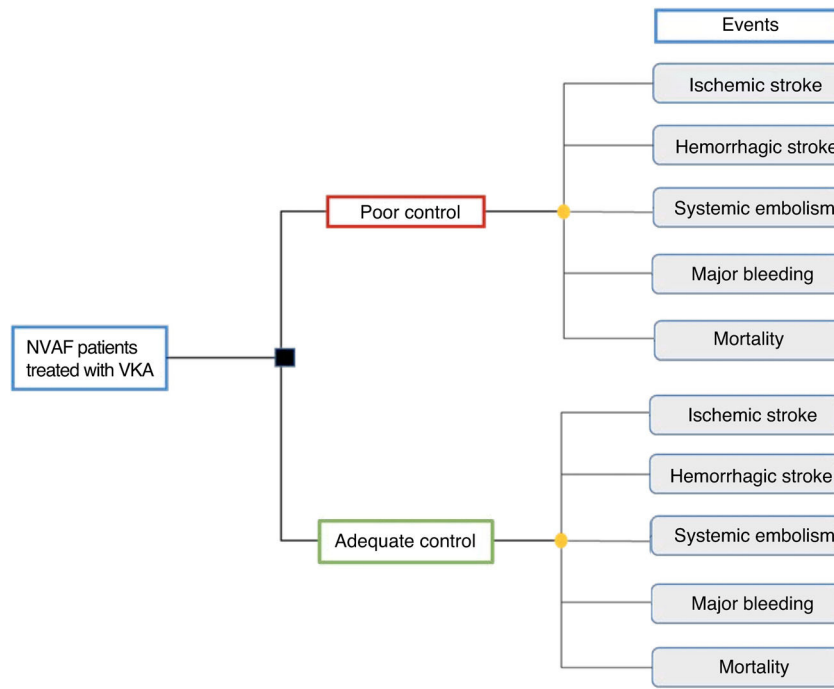 Events
Ischemic stroke
Hemorrhagic stroke
Systemic embolism
Poor control
Major bleeding
Mortality
NVAF patients
treated with VKA
Ischemic stroke
Hemorrhagic stroke
Systemic embolism
Adequate control
Major bleeding
Mortality